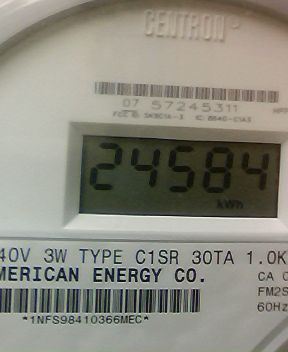 CENTRON
07 57245311
24584
kWh
40V 3W TYPE C1SR 30TA 1.0K
MERICAN ENERGY CO.
CA 0
FM2S
60Hz
*1NFS98410366MEC*